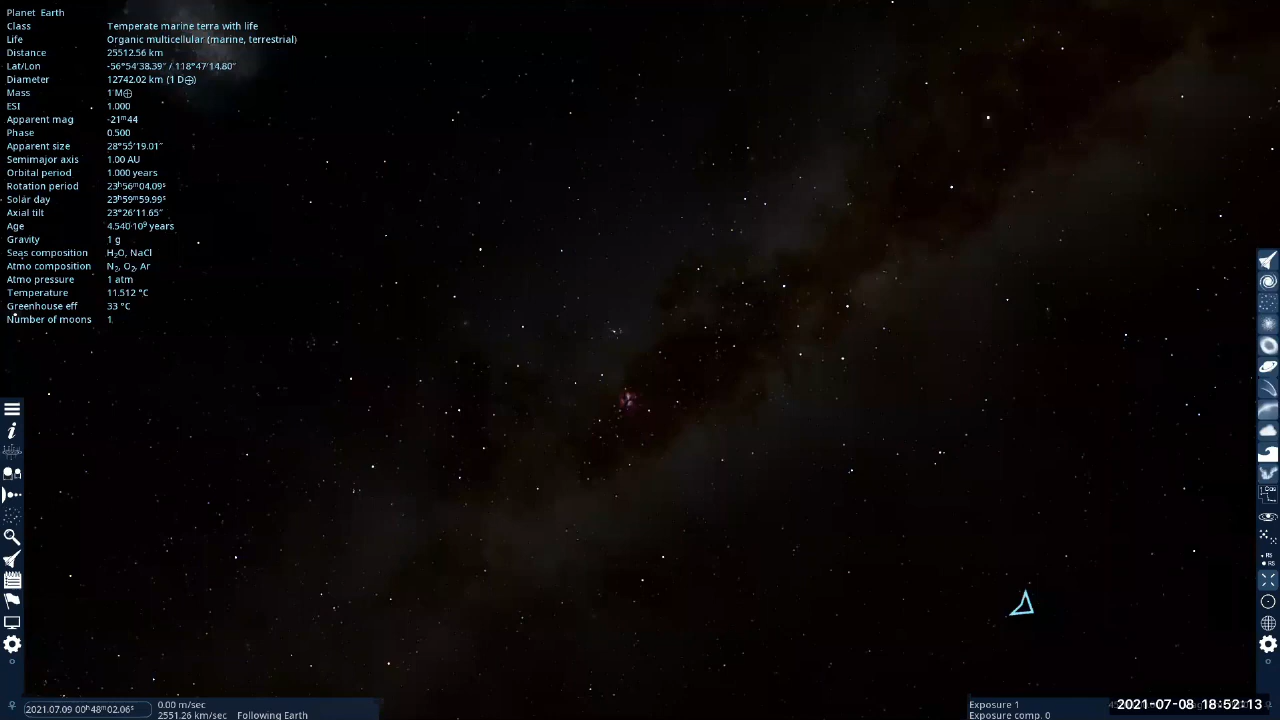 Planet Earth
Class Temperate marine terra with life
Life Organic multicellular (marine, terrestrial)
Distance 25512.56 km
Lat/Lon -56°54'38.39" / 118°47'14.80"
Diameter 12742.02 km (1 D⊕)
Mass 1 M⊕
ESI 1.000
Apparent mag -21ᵐ44
Phase 0.500
Apparent size 28°55'19.01"
Semimajor axis 1.00 AU
Orbital period 1.000 years
Rotation period 23ʰ56ᵐ04.09ˢ
Solar day 23ʰ59ᵐ59.99ˢ
Axial tilt 23°26'11.65"
Age 4.540·10⁹ years
Gravity 1 g
Seas composition H₂O, NaCl
Atmo composition N₂, O₂, Ar
Atmo pressure 1 atm
Temperature 11.512 °C
Greenhouse eff 33 °C
Number of moons 1
2021.07.09 00ʰ48ᵐ02.06ˢ
0.00 m/sec
2551.26 km/sec Following Earth
Exposure 1
Exposure comp. 0
2021-07-08 18:52:13